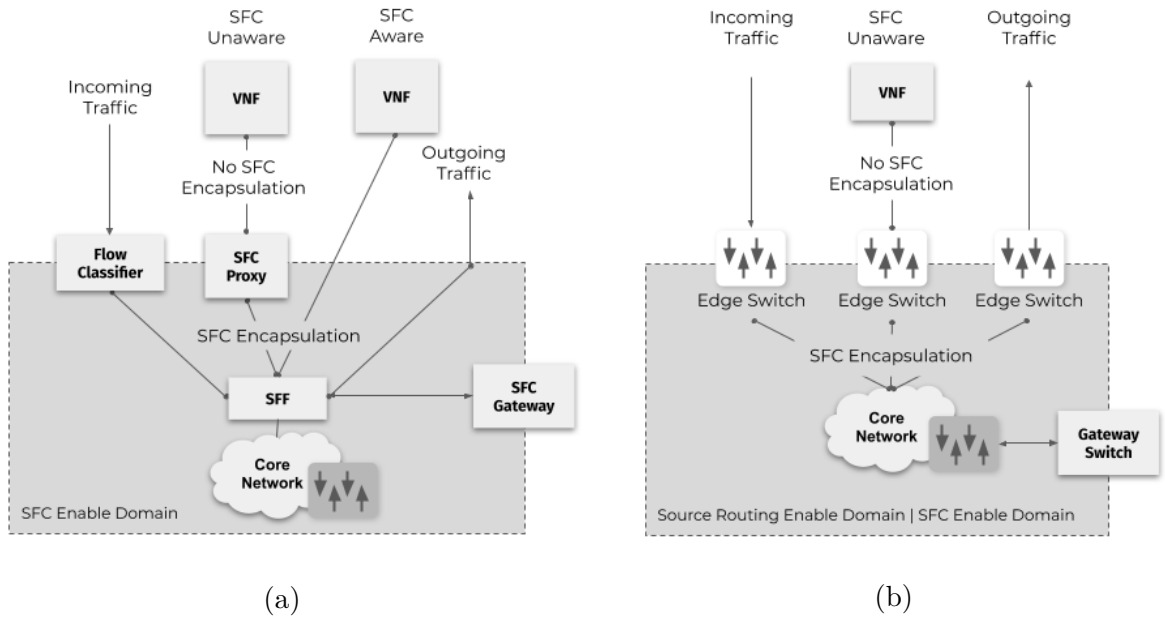 SFC
Unaware
SFC
Aware
VNF
VNF
Incoming
Traffic
No SFC
Encapsulation
Outgoing
Traffic
Flow
Classifier
SFC
Proxy
SFC Encapsulation
SFF
SFC
Gateway
Core
Network
SFC Enable Domain
(a)
Incoming
Traffic
SFC
Unaware
Outgoing
Traffic
VNF
No SFC
Encapsulation
Edge Switch
Edge Switch
Edge Switch
SFC Encapsulation
Core
Network
Gateway
Switch
Source Routing Enable Domain | SFC Enable Domain
(b)